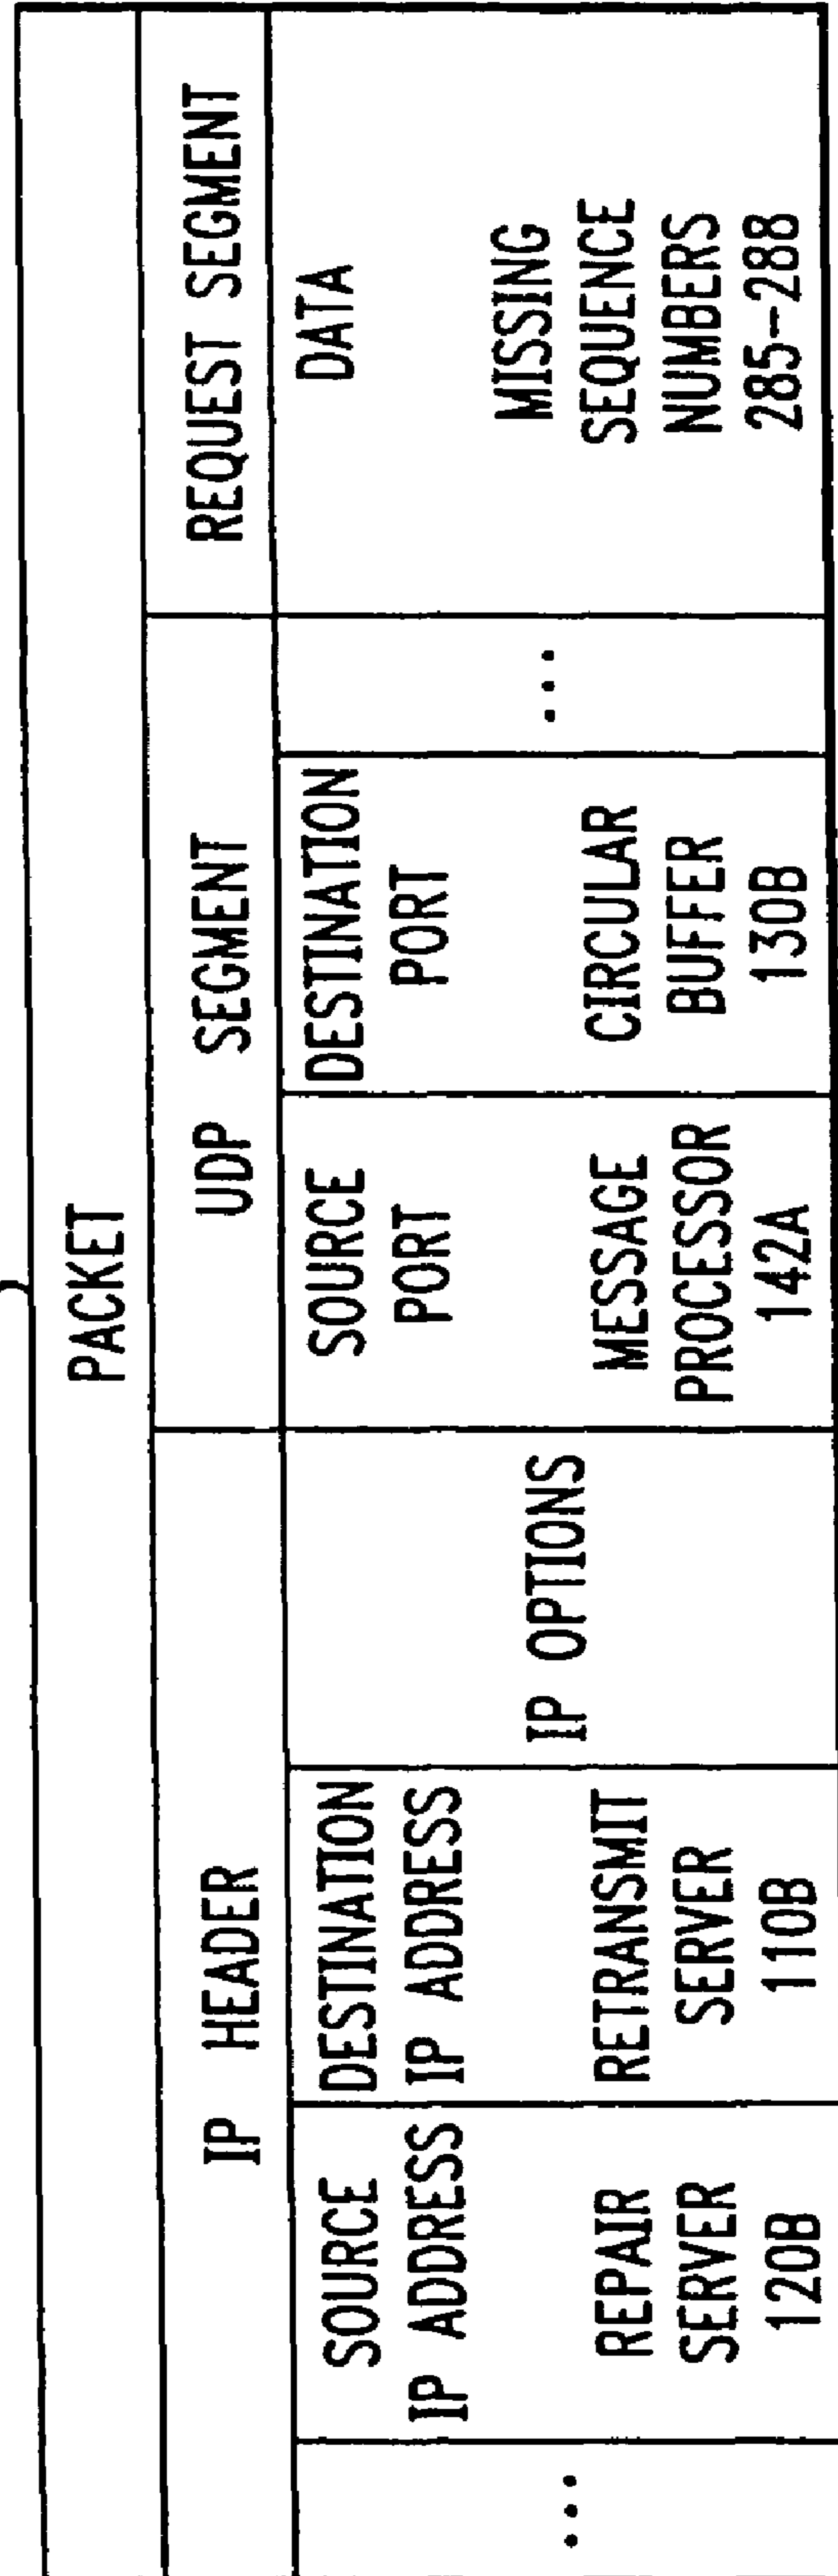 PACKET
IP HEADER
UDP SEGMENT
REQUEST SEGMENT
...
SOURCE
IP ADDRESS
REPAIR
SERVER
120B
DESTINATION
IP ADDRESS
RETRANSMIT
SERVER
110B
IP OPTIONS
SOURCE
PORT
MESSAGE
PROCESSOR
142A
DESTINATION
PORT
CIRCULAR
BUFFER
130B
...
DATA
MISSING
SEQUENCE
NUMBERS
285-288